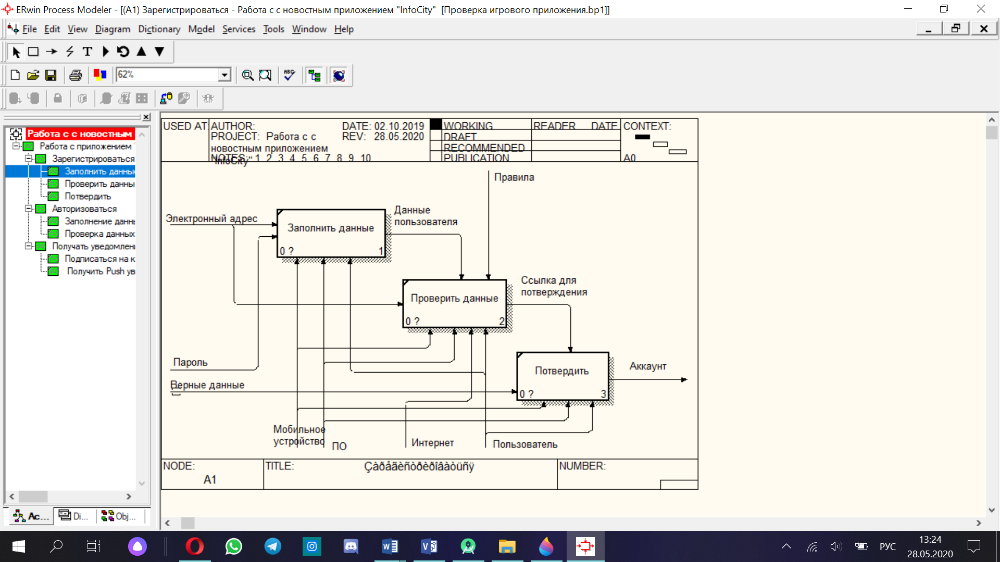 ERwin Process Modeler - [(A1) Зарегистрироваться - Работа с с новостным приложением "InfoCity" [Проверка игрового приложения.bp1]]
File Edit View Diagram Dictionary Model Services Tools Window Help
62%
ABC
Работа с с новостным
Работа с приложением
Зарегистрироваться
Заполнить данны
Проверить данны
Потвердить
Авторизоваться
Заполнение данн
Проверка данных
Получать уведомлен
Подписаться на к
Получить Push ув
Ac... Di... Obj...
USED AT:
AUTHOR:
DATE: 02.10.2019
PROJECT: Работа с с
новостным приложением
"InfoCity"
REV: 28.05.2020
NOTES: 1 2 3 4 5 6 7 8 9 10
WORKING
DRAFT
RECOMMENDED
PUBLICATION
READER DATE
CONTEXT:
A0
Правила
Электронный адрес
Заполнить данные
0 ? 1
Данные
пользователя
Проверить данные
0 ? 2
Ссылка для
потверждения
Пароль
Верные данные
Потвердить
0 ? 3
Аккаунт
Мобильное
устройство
ПО
Интернет
Пользователь
NODE:
A1
TITLE:
Çàðåãèñòðèðîâàòüñÿ
NUMBER:
РУС
13:24
28.05.2020